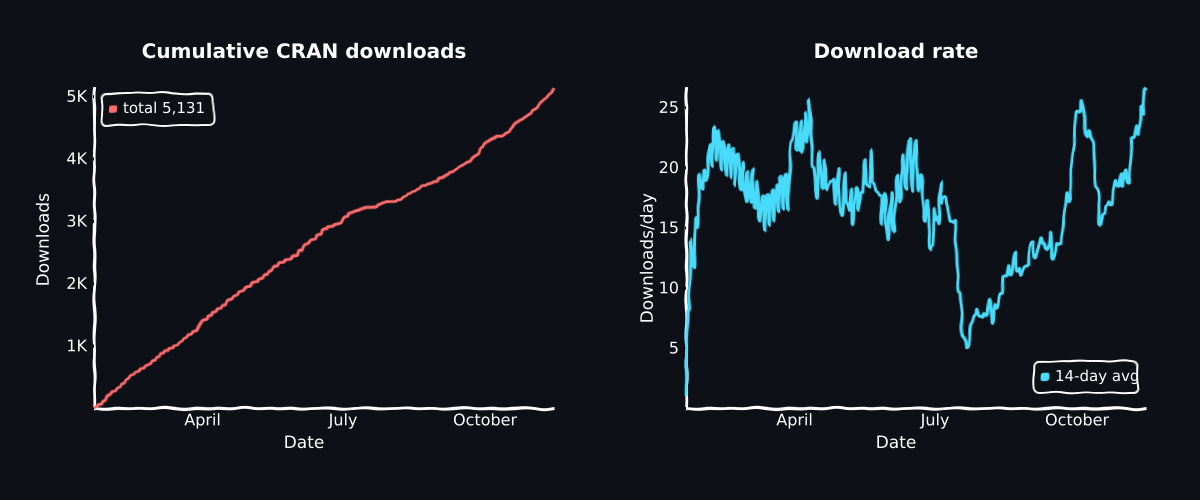 Cumulative CRAN downloads
total 5,131
5K
4K
3K
2K
1K
Downloads
April
July
October
Date
Download rate
25
20
15
10
5
Downloads/day
14-day avg
April
July
October
Date